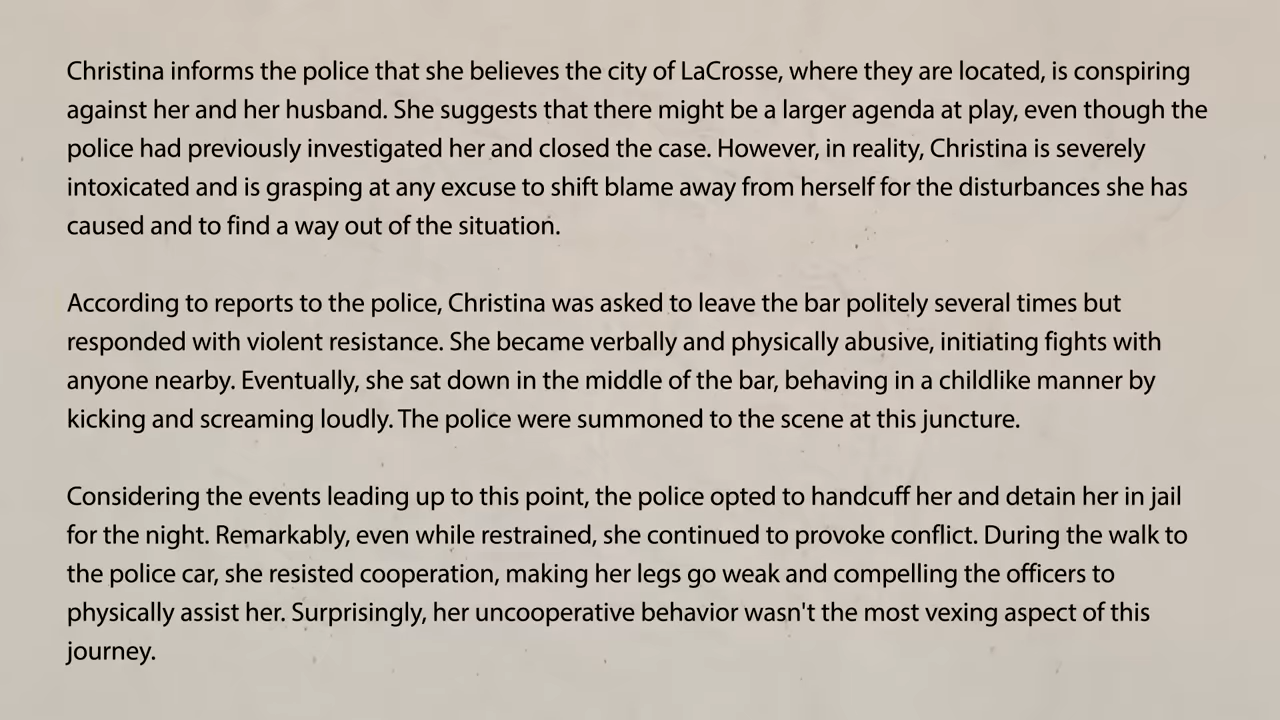 Christina informs the police that she believes the city of LaCrosse, where they are located, is conspiring
against her and her husband. She suggests that there might be a larger agenda at play, even though the
police had previously investigated her and closed the case. However, in reality, Christina is severely
intoxicated and is grasping at any excuse to shift blame away from herself for the disturbances she has
caused and to find a way out of the situation.
According to reports to the police, Christina was asked to leave the bar politely several times but
responded with violent resistance. She became verbally and physically abusive, initiating fights with
anyone nearby. Eventually, she sat down in the middle of the bar, behaving in a childlike manner by
kicking and screaming loudly. The police were summoned to the scene at this juncture.
Considering the events leading up to this point, the police opted to handcuff her and detain her in jail
for the night. Remarkably, even while restrained, she continued to provoke conflict. During the walk to
the police car, she resisted cooperation, making her legs go weak and compelling the officers to
physically assist her. Surprisingly, her uncooperative behavior wasn't the most vexing aspect of this
journey.